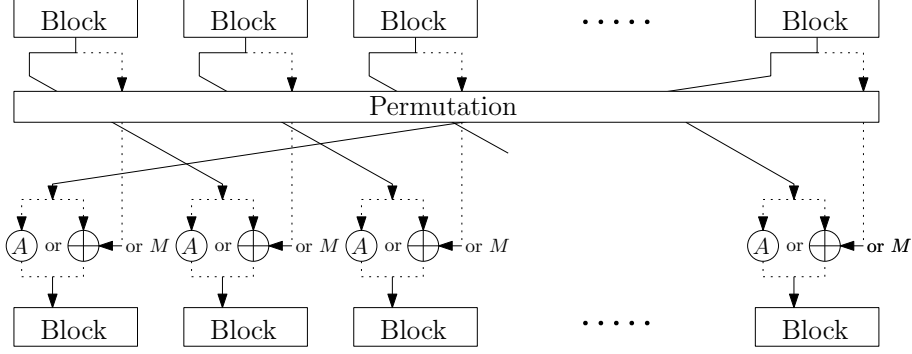 Block Block Block ..... Block
Permutation
A or or M A or or M A or or M A or or M
Block Block Block ..... Block